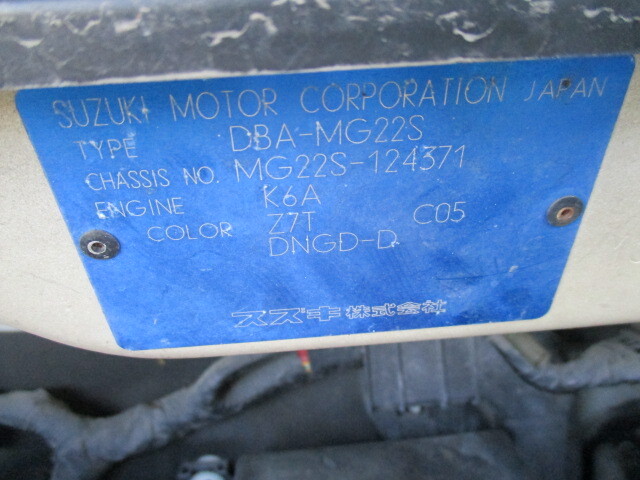 SUZUKI MOTOR CORPORATION JAPAN
TYPE DBA-MG22S
CHASSIS NO. MG22S-124371
ENGINE K6A
COLOR Z7T C05
DNGD-D
スズキ株式会社